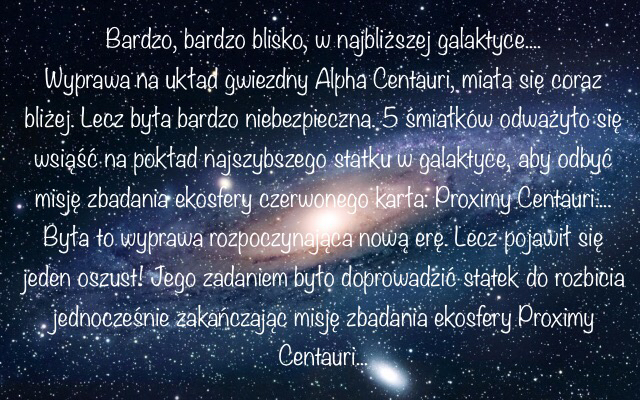 Bardzo, bardzo blisko, w najbliższej galaktyce....
Wyprawa na układ gwiezdny Alpha Centauri, miała się coraz
bliżej. Lecz była bardzo niebezpieczna. 5 śmiałków odważyło się
wsiąść na pokład najszybszego statku w galaktyce, aby odbyć
misję zbadania ekosfery czerwonego karła: Proximy Centauri....
Była to wyprawa rozpoczynająca nową erę. Lecz pojawił się
jeden oszust! Jego zadaniem było doprowadzić statek do rozbicia
jednocześnie zakańczając misję zbadania ekosfery Proximy
Centauri...